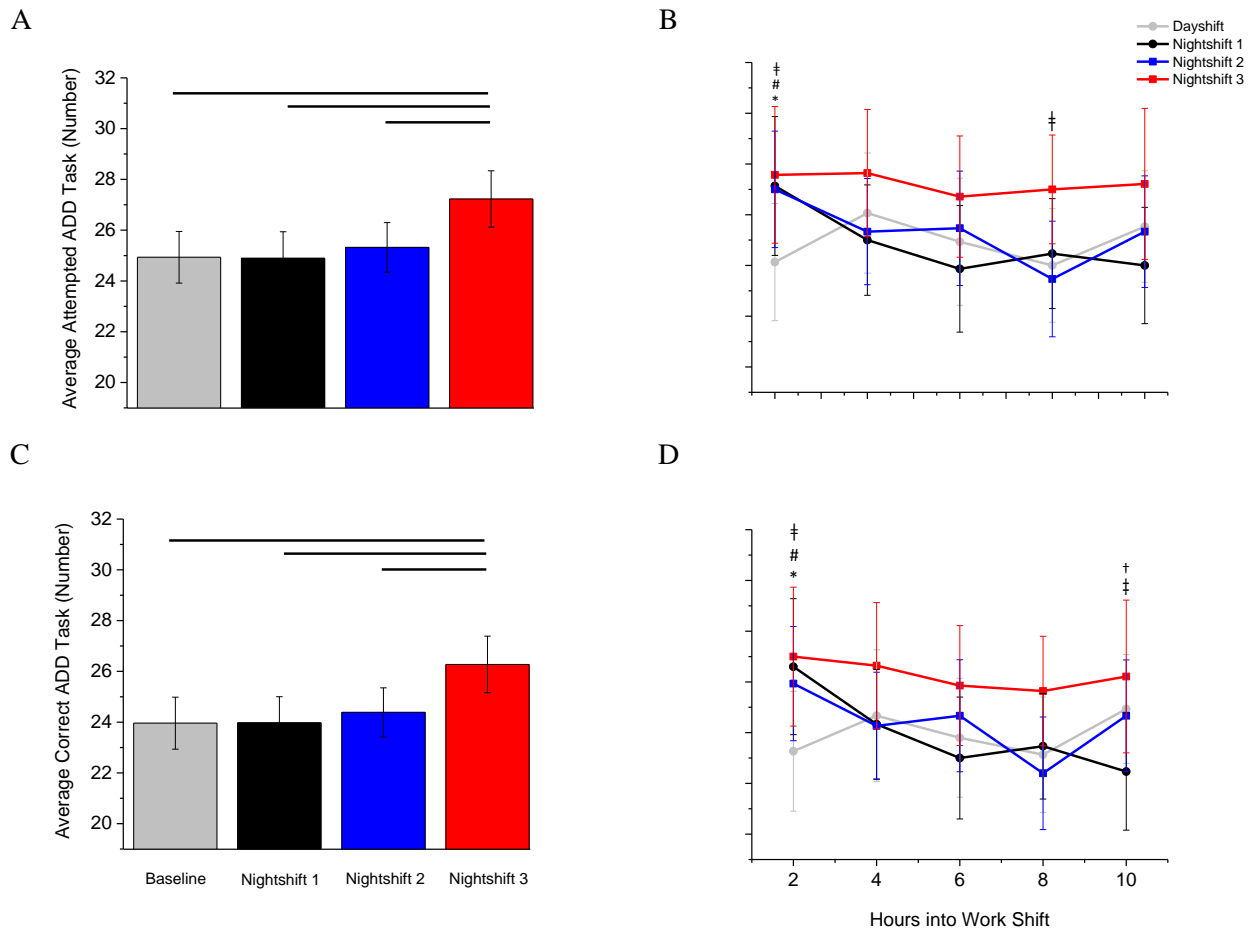 A
Average Attempted ADD Task (Number)
32
30
28
26
24
22
20
B
Dayshift
Nightshift 1
Nightshift 2
Nightshift 3
‡
#
*
‡
C
Average Correct ADD Task (Number)
32
30
28
26
24
22
20
Baseline Nightshift 1 Nightshift 2 Nightshift 3
D
‡
#
*
†
‡
2 4 6 8 10
Hours into Work Shift